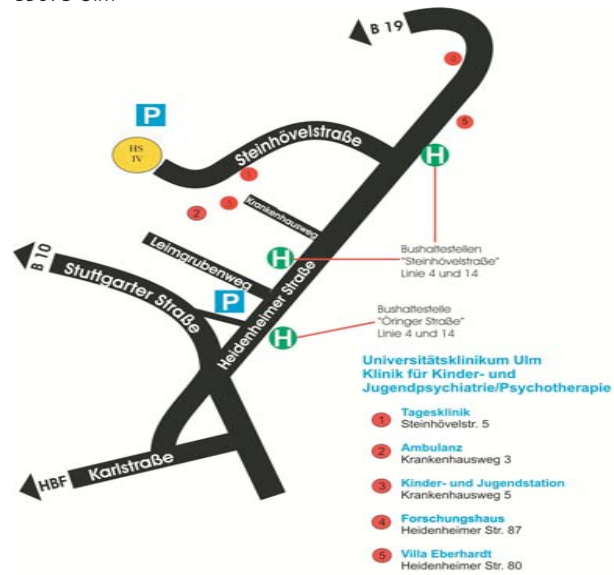 B 19
P
HS
IV
Steinhövelstraße
4
5
H
1
3
2
Krankenhausweg
Leimgrubenweg
H
Bushaltestellen
"Steinhövelstraße"
Linie 4 und 14
B 10
Stuttgarter Straße
P
Heidenheimer Straße
H
Bushaltestelle
"Öringer Straße"
Linie 4 und 14
Universitätsklinikum Ulm
Klinik für Kinder- und
Jugendpsychiatrie/Psychotherapie
1 Tagesklinik
Steinhövelstr. 5
2 Ambulanz
Krankenhausweg 3
3 Kinder- und Jugendstation
Krankenhausweg 5
4 Forschungshaus
Heidenheimer Str. 87
5 Villa Eberhardt
Heidenheimer Str. 80
HBF
Karlstraße